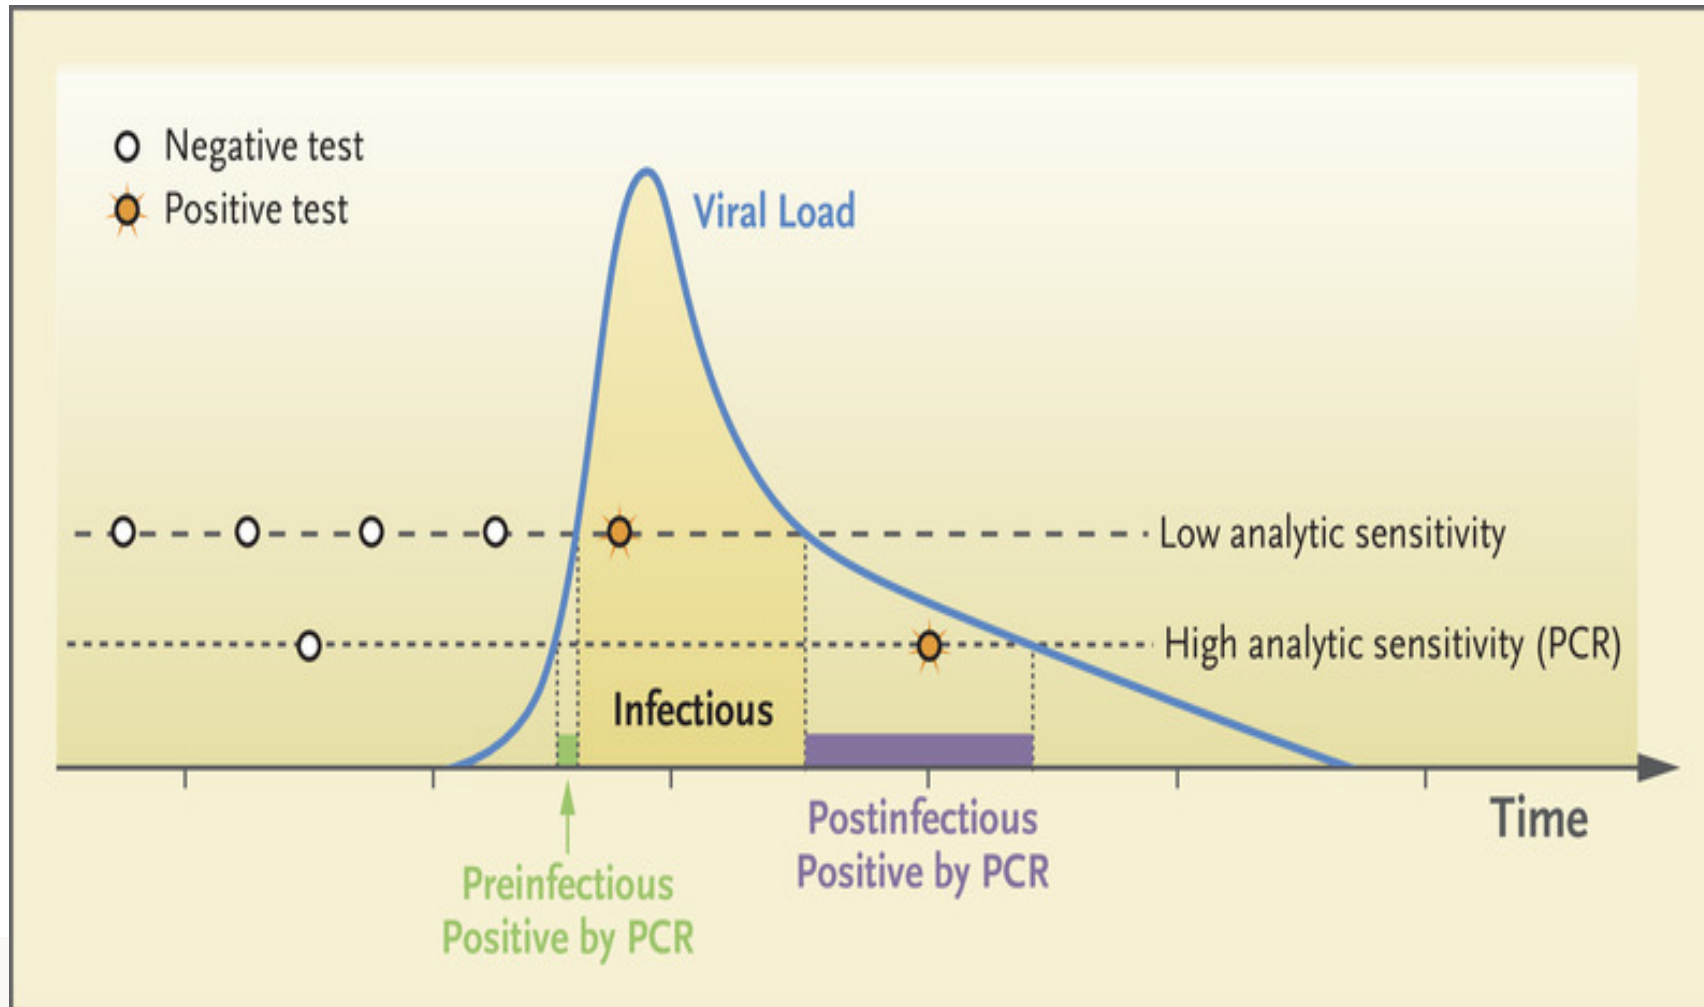 Negative test
Positive test
Viral Load
Low analytic sensitivity
High analytic sensitivity (PCR)
Infectious
Time
Postinfectious
Positive by PCR
Preinfectious
Positive by PCR